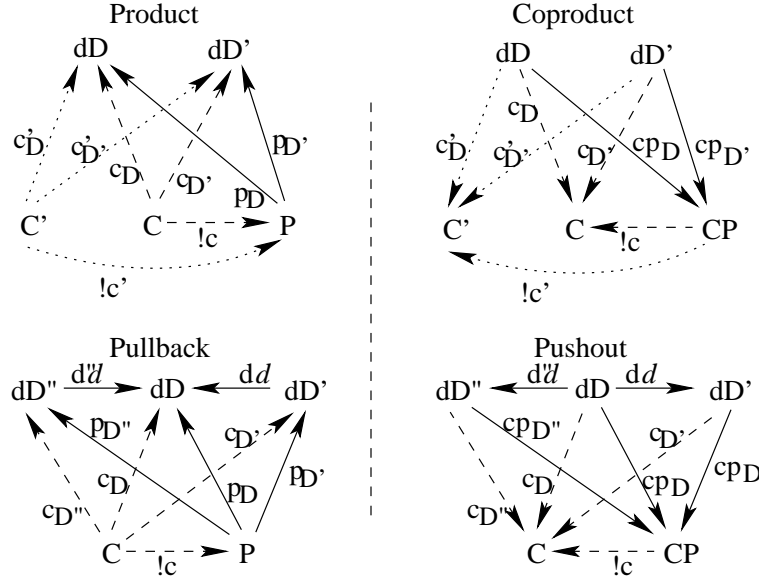 Product
Coproduct
dD dD'
dD dD'
c'D c'D' cD cD' pD pD'
cD
c'D c'D' cD' cpD cpD'
C' C !c P
C' C !c CP
!c'
!c'
Pullback
Pushout
d"d dd
d"d dd
dD" dD dD'
dD" dD dD'
pD" cD'
cpD" cD'
cD" cD pD pD'
cD" cD cpD cpD
C !c P
C !c CP